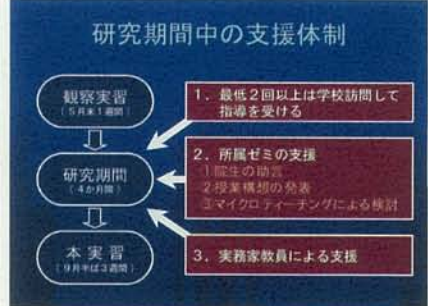 研究期間中の支援体制
観察実習
(5月末1週間)
研究期間
(4か月間)
本実習
(9月半ば3週間)
1. 最低2回以上は学校訪問して
指導を受ける
2. 所属ゼミの支援
①院生の助言
②授業構想の発表
③マイクロティーチングによる検討
3. 実務家教員による支援